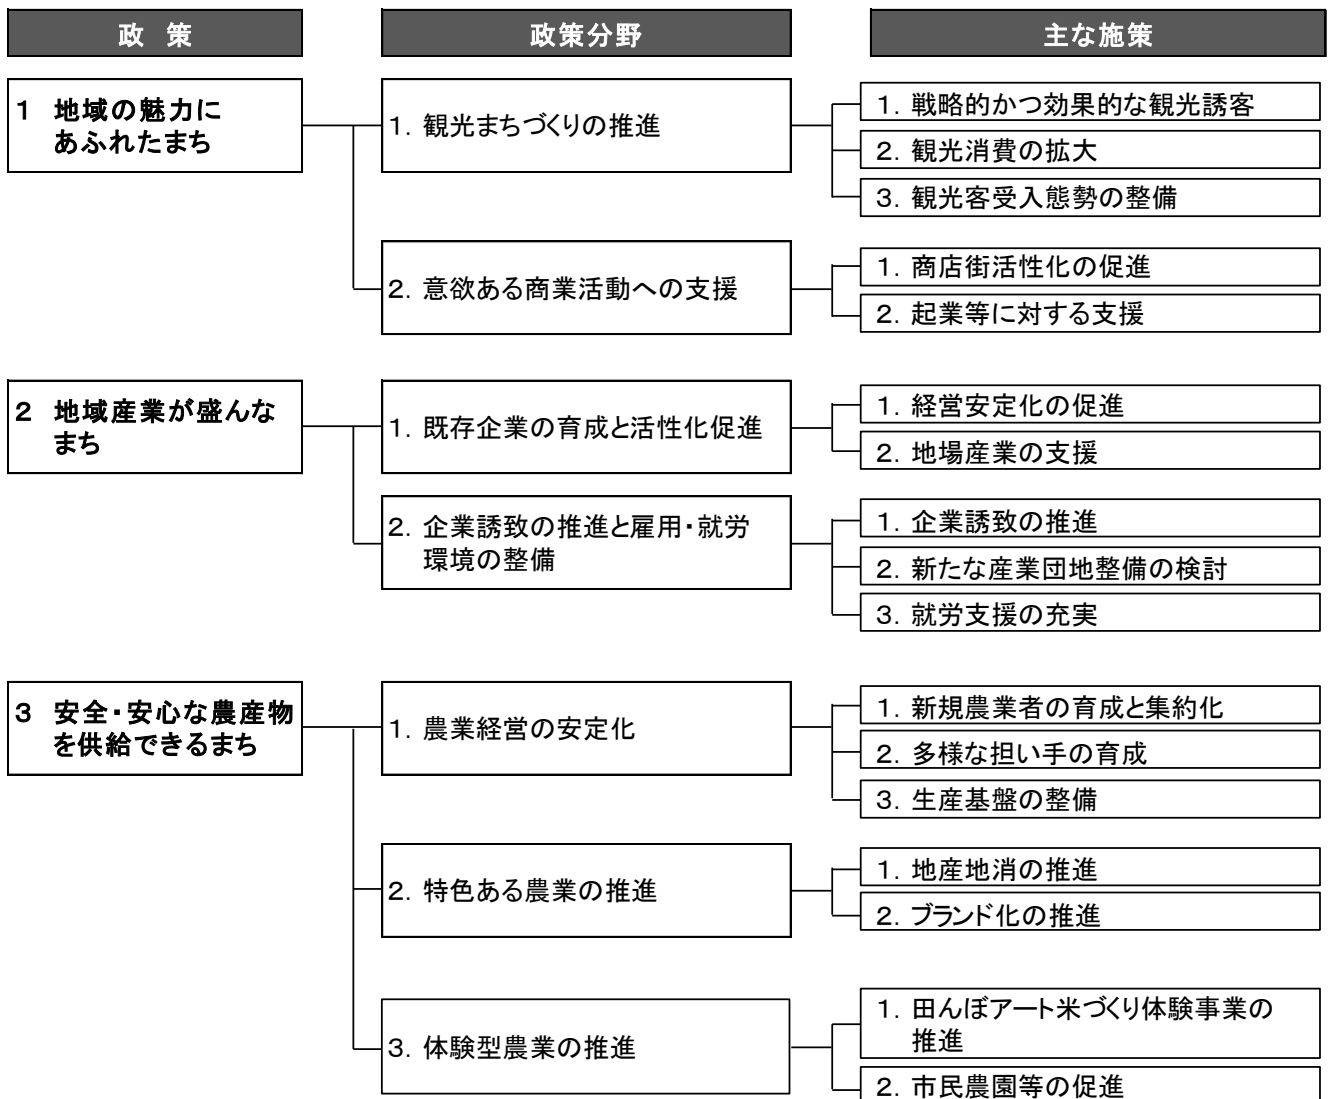 政 策
政策分野
主な施策
1 地域の魅力に
あふれたまち
1. 観光まちづくりの推進
1. 戦略的かつ効果的な観光誘客
2. 観光消費の拡大
3. 観光客受入態勢の整備
2. 意欲ある商業活動への支援
1. 商店街活性化の促進
2. 起業等に対する支援
2 地域産業が盛んな
まち
1. 既存企業の育成と活性化促進
1. 経営安定化の促進
2. 地場産業の支援
2. 企業誘致の推進と雇用・就労
環境の整備
1. 企業誘致の推進
2. 新たな産業団地整備の検討
3. 就労支援の充実
3 安全・安心な農産物
を供給できるまち
1. 農業経営の安定化
1. 新規農業者の育成と集約化
2. 多様な担い手の育成
3. 生産基盤の整備
2. 特色ある農業の推進
1. 地産地消の推進
2. ブランド化の推進
3. 体験型農業の推進
1. 田んぼアート米づくり体験事業の
推進
2. 市民農園等の促進